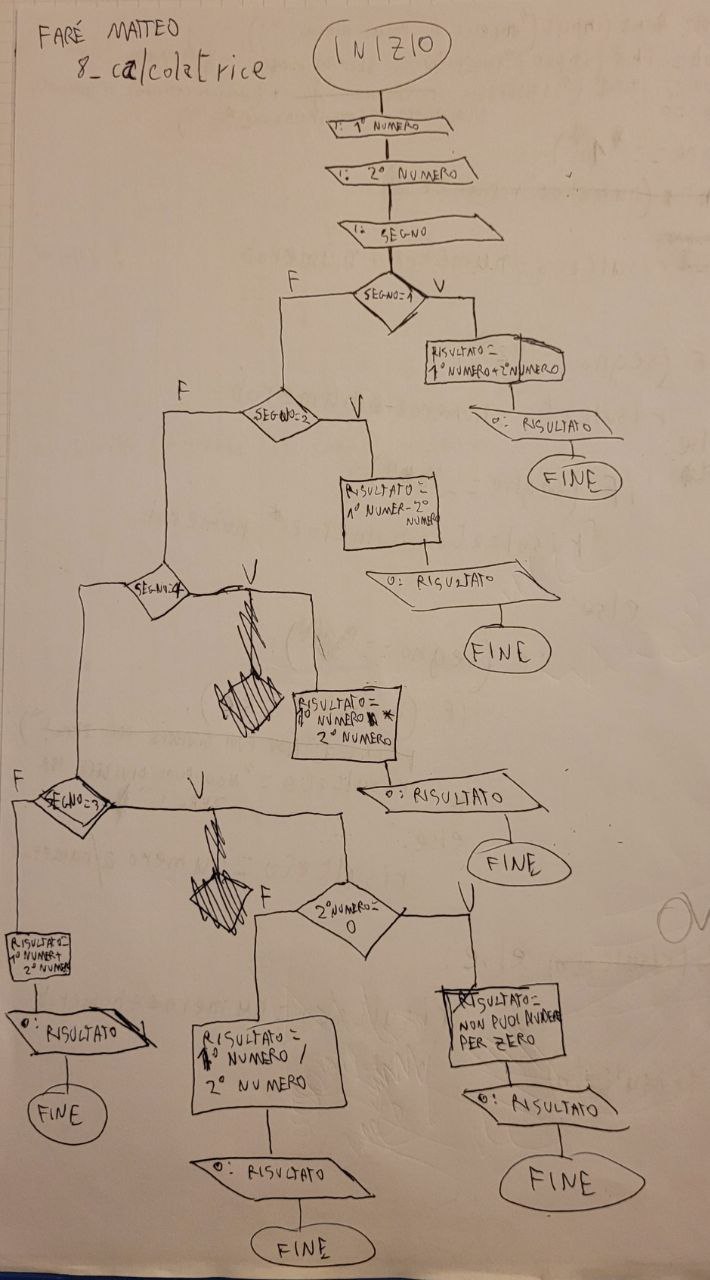 FARÉ MATTEO
8_calcolatrice
INIZIO
I: 1° NUMERO
I: 2° NUMERO
I: SEGNO
SEGNO=1
F
V
RISULTATO=
1° NUMERO+2° NUMERO
O: RISULTATO
FINE
SEGNO=2
F
V
RISULTATO=
1° NUMER-2°
NUMERO
O: RISULTATO
FINE
SEGNO=4
V
RISULTATO=
1° NUMERO *
2° NUMERO
O: RISULTATO
FINE
SEGNO=3
F
V
2° NUMERO=
0
F
V
RISULTATO=
1° NUMER+
2° NUMER
O: RISULTATO
FINE
RISULTATO=
1° NUMERO /
2° NUMERO
O: RISULTATO
FINE
RISULTATO=
NON PUOI DIVIDERE
PER ZERO
O: RISULTATO
FINE